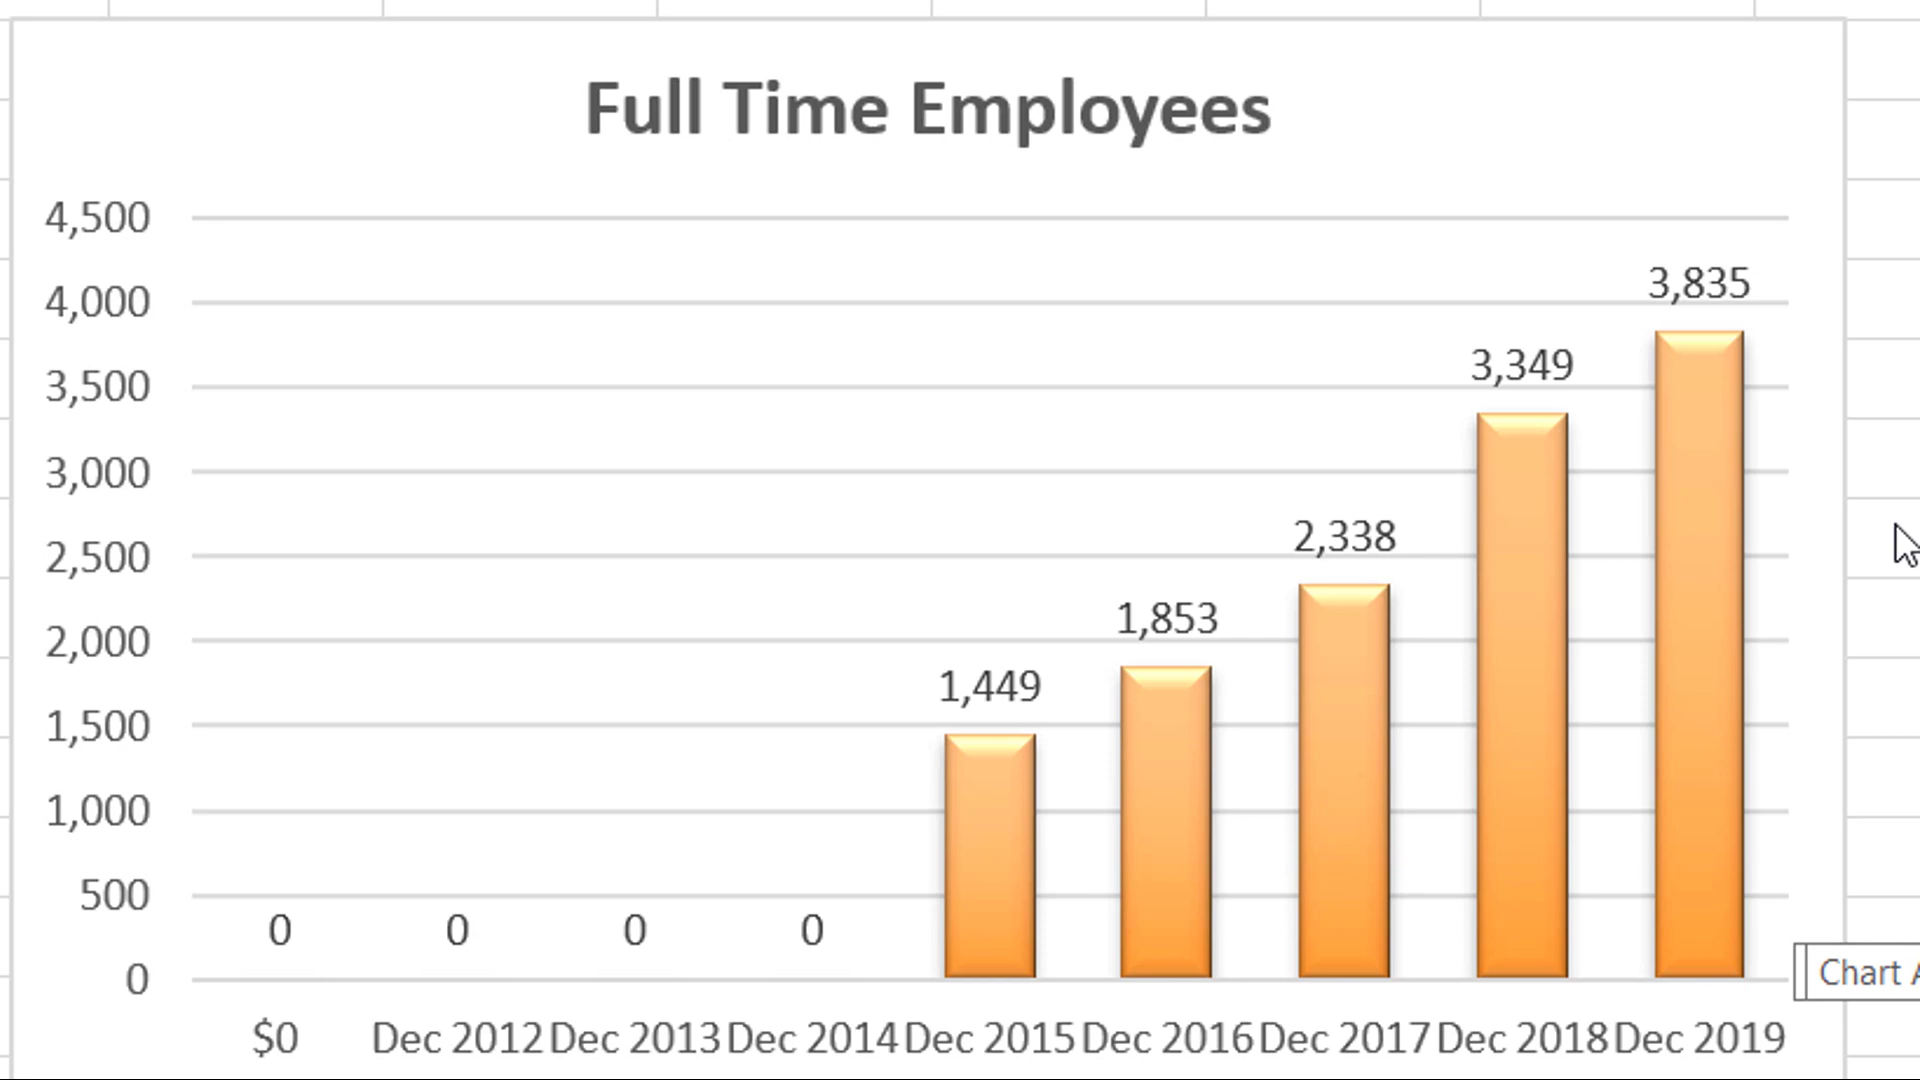 Full Time Employees
4,500
4,000
3,500
3,000
2,500
2,000
1,500
1,000
500
0
0
0
0
0
1,449
1,853
2,338
3,349
3,835
$0
Dec 2012
Dec 2013
Dec 2014
Dec 2015
Dec 2016
Dec 2017
Dec 2018
Dec 2019
Chart A